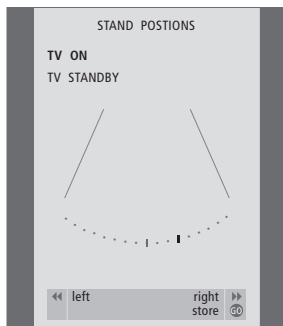 STAND POSTIONS
TV ON
TV STANDBY
left right
store GO